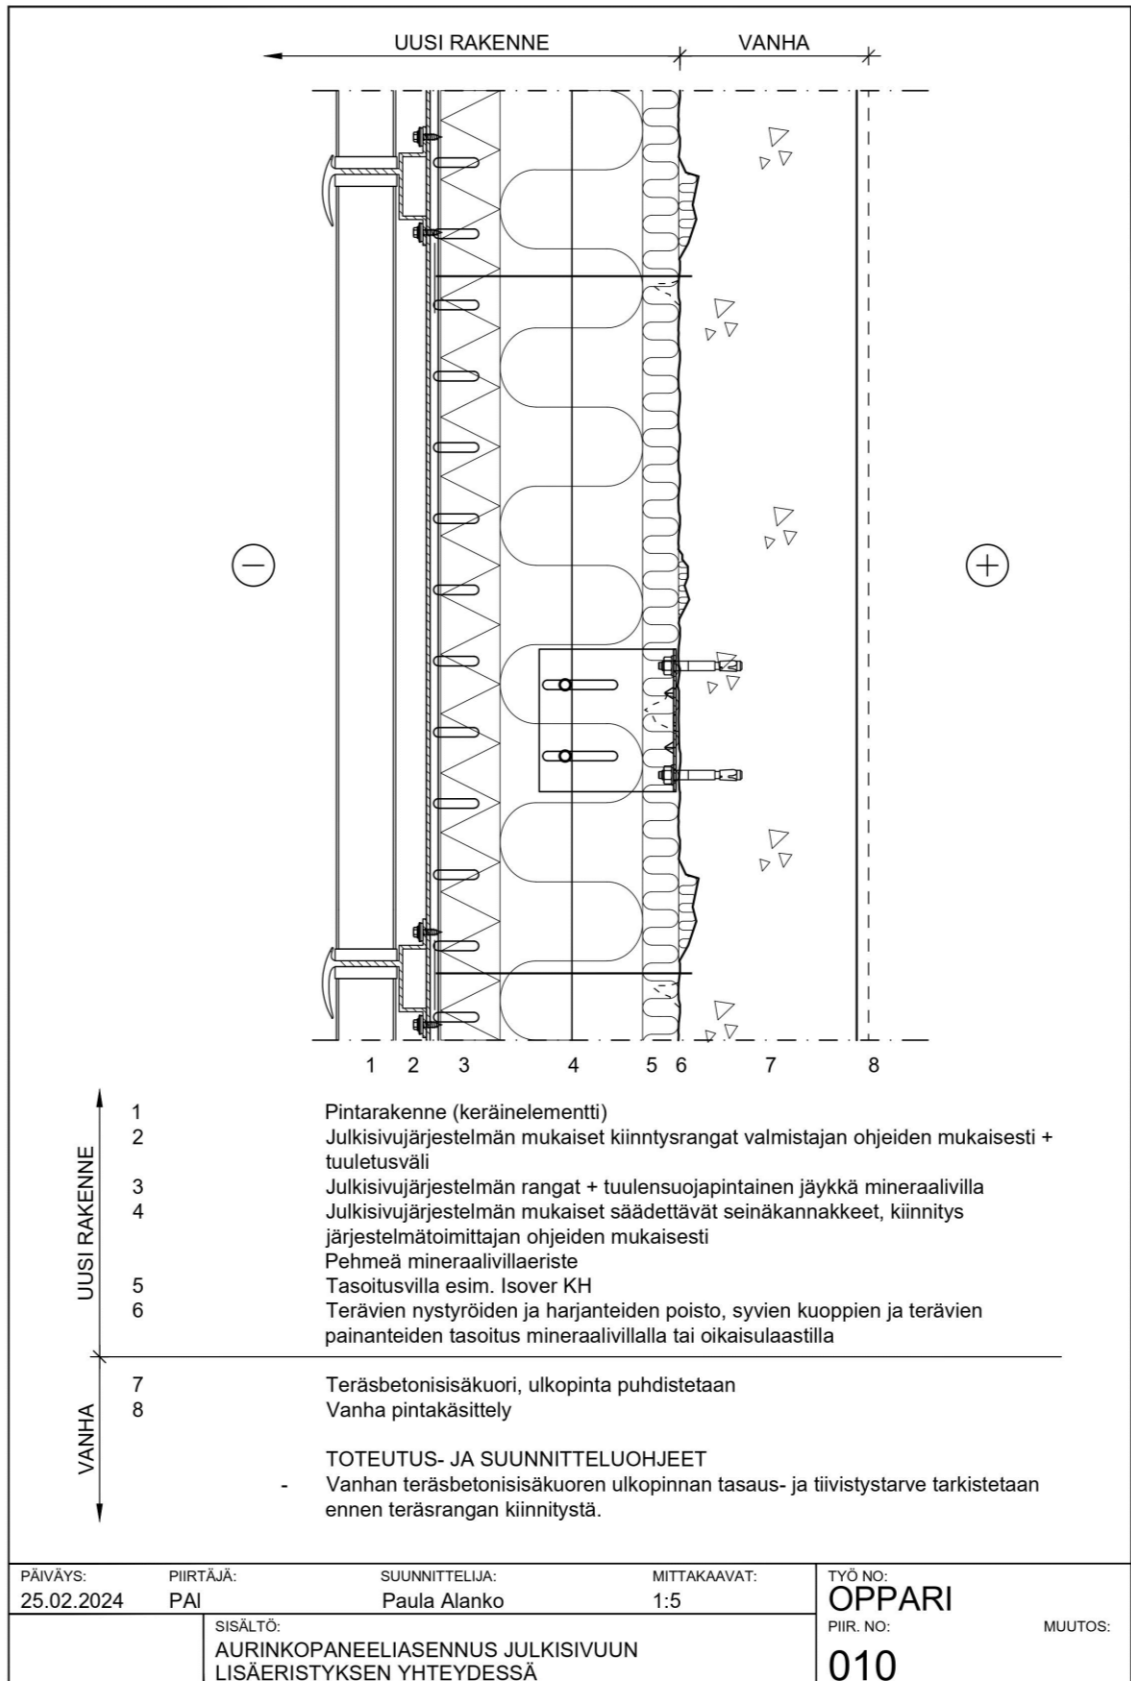 UUSI RAKENNE
VANHA
1 2 3 4 5 6 7 8
UUSI RAKENNE
1 Pintarakenne (keräinelementti)
2 Julkisivujärjestelmän mukaiset kiinntysrangat valmistajan ohjeiden mukaisesti +
tuuletusväli
3 Julkisivujärjestelmän rangat + tuulensuojapintainen jäykkä mineraalivilla
4 Julkisivujärjestelmän mukaiset säädettävät seinäkannakkeet, kiinnitys
järjestelmätoimittajan ohjeiden mukaisesti
Pehmeä mineraalivillaeriste
5 Tasoitusvilla esim. Isover KH
6 Terävien nystyröiden ja harjanteiden poisto, syvien kuoppien ja terävien
painanteiden tasoitus mineraalivillalla tai oikaisulaastilla
VANHA
7 Teräsbetonisisäkuori, ulkopinta puhdistetaan
8 Vanha pintakäsittely
TOTEUTUS- JA SUUNNITTELUOHJEET
- Vanhan teräsbetonisisäkuoren ulkopinnan tasaus- ja tiivistystarve tarkistetaan
ennen teräsrangan kiinnitystä.
PÄIVÄYS: PIIRTÄJÄ: SUUNNITTELIJA: MITTAKAAVAT: TYÖ NO:
25.02.2024 PAI Paula Alanko 1:5 OPPARI
SISÄLTÖ: PIIR. NO: MUUTOS:
AURINKOPANEELIASENNUS JULKISIVUUN
LISÄERISTYKSEN YHTEYDESSÄ 010